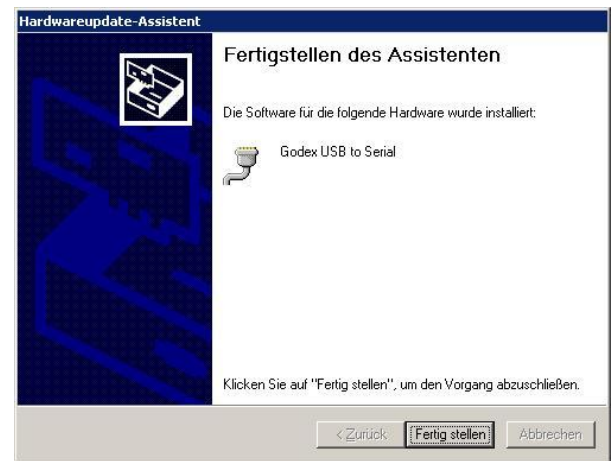 Hardwareupdate-Assistent
Fertigstellen des Assistenten
Die Software für die folgende Hardware wurde installiert:
Godex USB to Serial
Klicken Sie auf "Fertig stellen", um den Vorgang abzuschließen.
< Zurück Fertig stellen Abbrechen